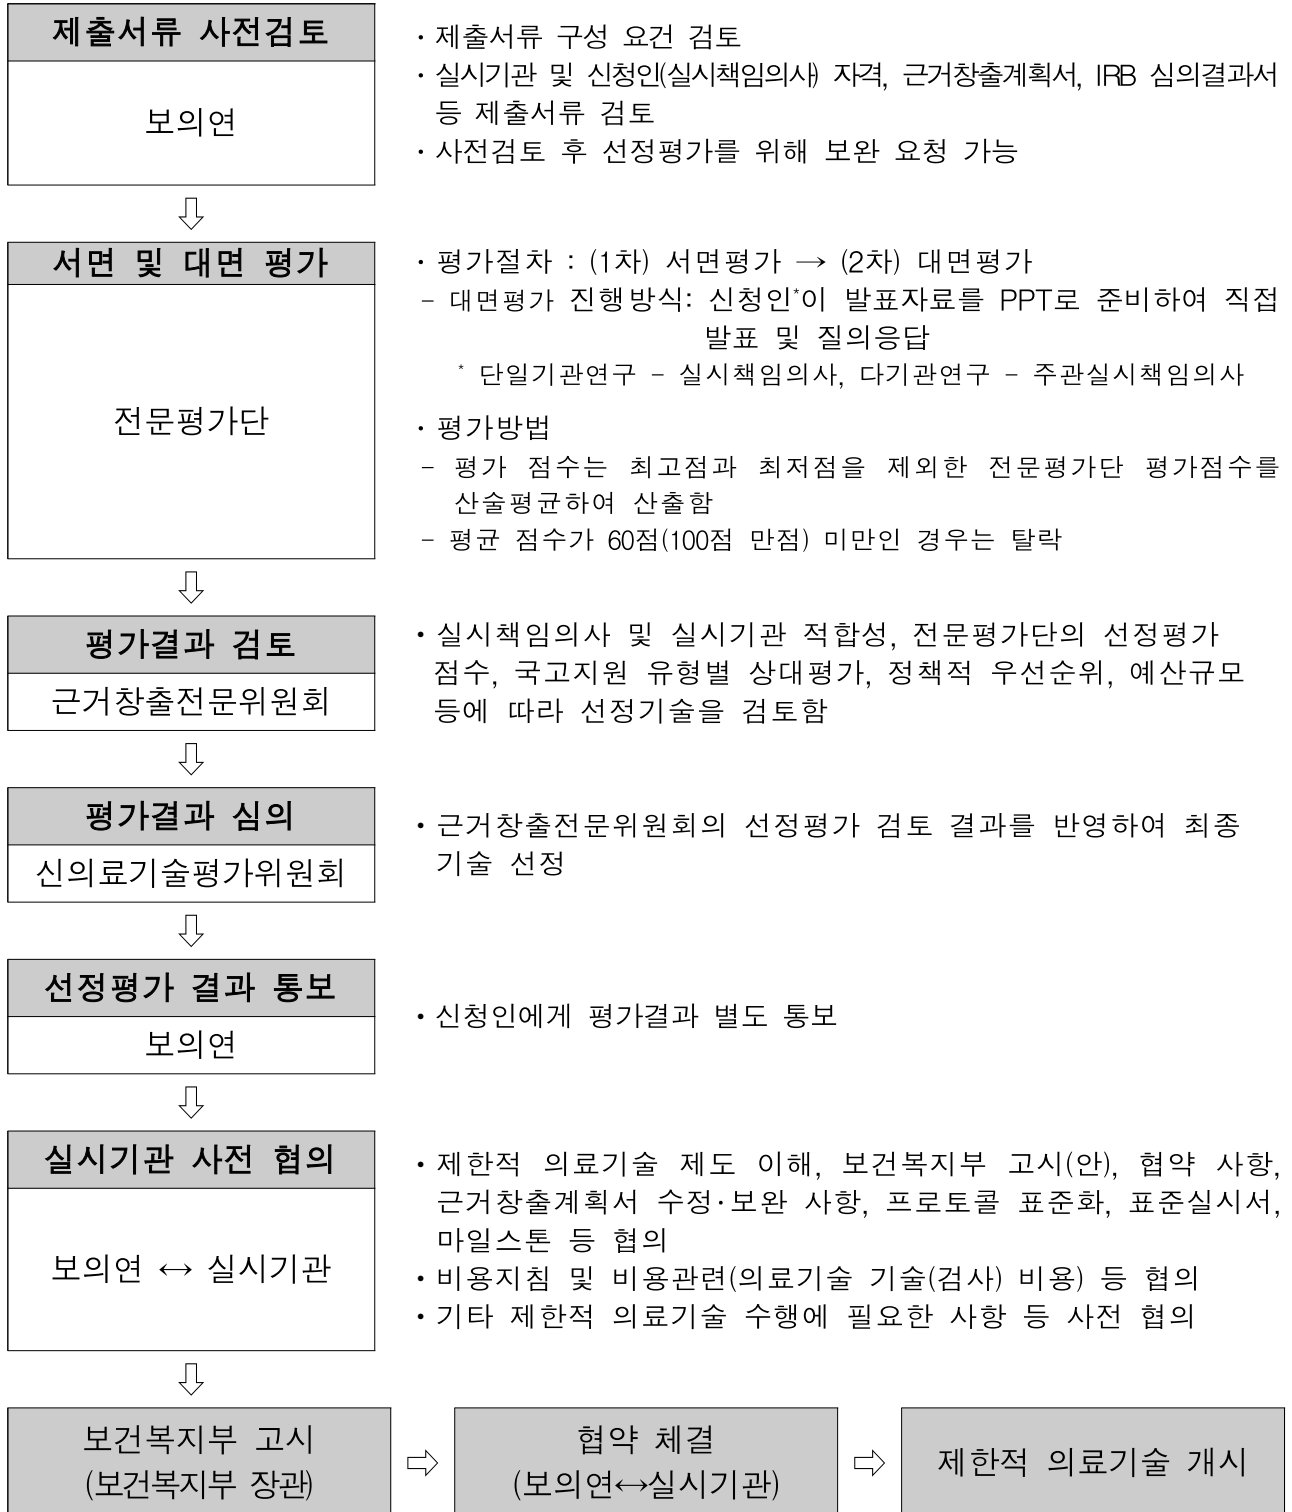 제출서류 사전검토
보의연
· 제출서류 구성 요건 검토
· 실시기관 및 신청인(실시책임의사) 자격, 근거창출계획서, IRB 심의결과서
등 제출서류 검토
· 사전검토 후 선정평가를 위해 보완 요청 가능
⇩
서면 및 대면 평가
전문평가단
· 평가절차 : (1차) 서면평가 → (2차) 대면평가
- 대면평가 진행방식: 신청인*이 발표자료를 PPT로 준비하여 직접
발표 및 질의응답
* 단일기관연구 - 실시책임의사, 다기관연구 - 주관실시책임의사
· 평가방법
- 평가 점수는 최고점과 최저점을 제외한 전문평가단 평가점수를
산술평균하여 산출함
- 평균 점수가 60점(100점 만점) 미만인 경우는 탈락
⇩
평가결과 검토
근거창출전문위원회
· 실시책임의사 및 실시기관 적합성, 전문평가단의 선정평가
점수, 국고지원 유형별 상대평가, 정책적 우선순위, 예산규모
등에 따라 선정기술을 검토함
⇩
평가결과 심의
신의료기술평가위원회
· 근거창출전문위원회의 선정평가 검토 결과를 반영하여 최종
기술 선정
⇩
선정평가 결과 통보
보의연
· 신청인에게 평가결과 별도 통보
⇩
실시기관 사전 협의
보의연 ↔ 실시기관
· 제한적 의료기술 제도 이해, 보건복지부 고시(안), 협약 사항,
근거창출계획서 수정·보완 사항, 프로토콜 표준화, 표준실시서,
마일스톤 등 협의
· 비용지침 및 비용관련(의료기술 기술(검사) 비용) 등 협의
· 기타 제한적 의료기술 수행에 필요한 사항 등 사전 협의
⇩
보건복지부 고시
(보건복지부 장관)
⇨
협약 체결
(보의연↔실시기관)
⇨
제한적 의료기술 개시